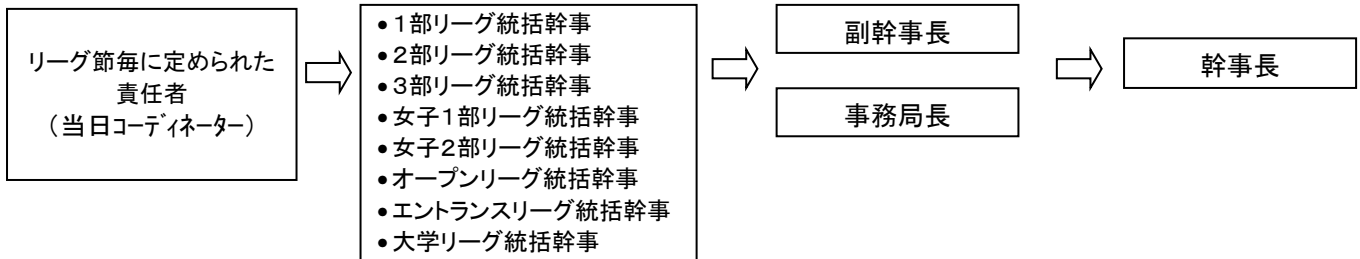 リーグ節毎に定められた
責任者
（当日ｺｰﾃﾞｨﾈｰﾀｰ）
●１部リーグ統括幹事
●２部リーグ統括幹事
●３部リーグ統括幹事
●女子１部リーグ統括幹事
●女子２部リーグ統括幹事
●オープンリーグ統括幹事
●エントランスリーグ統括幹事
●大学リーグ統括幹事
副幹事長
事務局長
幹事長